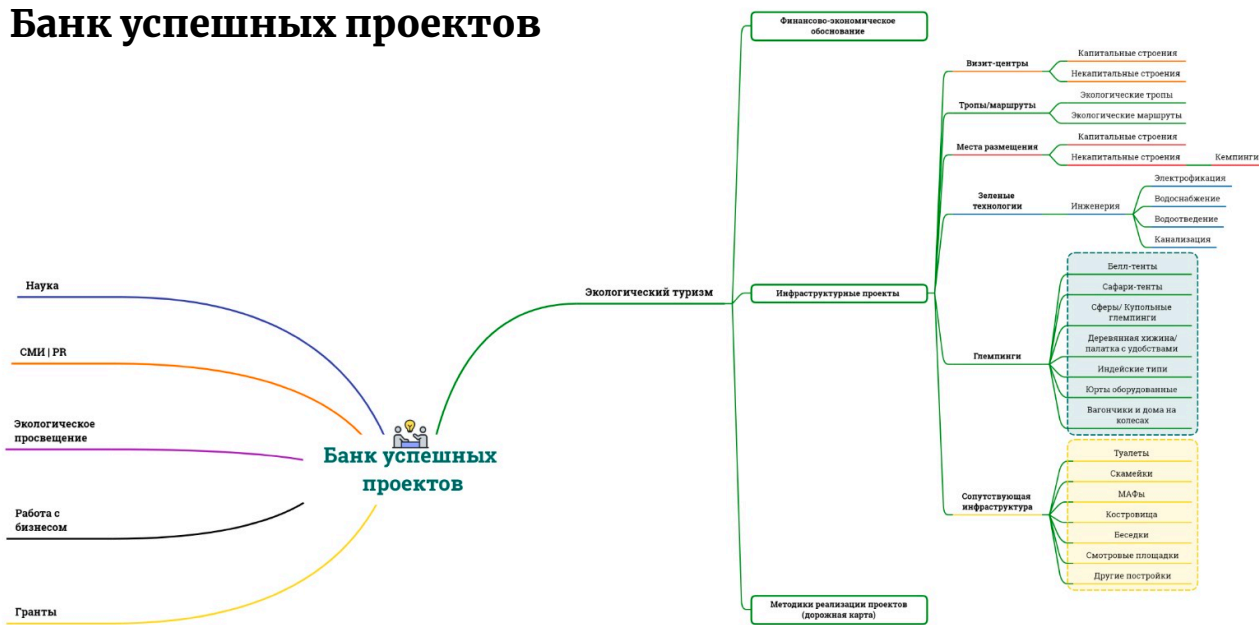 Банк успешных проектов
Финансово-экономическое
обоснование
Визит-центры
Капитальные строения
Некапитальные строения
Тропы/маршруты
Экологические тропы
Экологические маршруты
Места размещения
Капитальные строения
Некапитальные строения
Кемпинги
Зеленые
технологии
Инженерия
Электрофикация
Водоснабжение
Водоотведение
Канализация
Экологический туризм
Инфраструктурные проекты
Глемпинги
Белл-тенты
Сафари-тенты
Сферы/ Купольные
глемпинги
Деревянная хижина/
палатка с удобствами
Индейские типи
Юрты оборудованные
Вагончики и дома на
колесах
Сопутствующая
инфраструктура
Туалеты
Скамейки
МАФы
Костровища
Беседки
Смотровые площадки
Другие постройки
Методики реализации проектов
(дорожная карта)
Наука
СМИ | PR
Экологическое
просвещение
Работа с
бизнесом
Гранты
Банк успешных
проектов